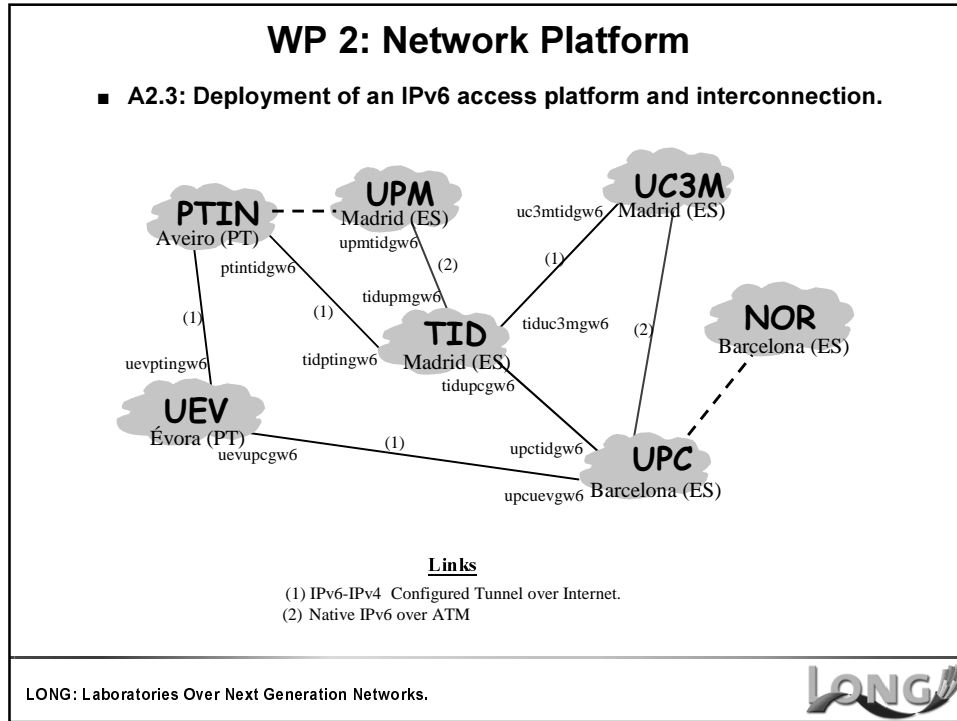 WP 2: Network Platform
■ A2.3: Deployment of an IPv6 access platform and interconnection.
PTIN
Aveiro (PT)
UPM
Madrid (ES)
UC3M
Madrid (ES)
uc3mtidgw6
upmtidgw6
ptintidgw6
(2)
(1)
tidupmgw6
(1)
(1)
TID
Madrid (ES)
tiduc3mgw6
(2)
NOR
Barcelona (ES)
uevptingw6
tidptingw6
tidupcgw6
UEV
Évora (PT)
uevupcgw6
(1)
upctidgw6
UPC
Barcelona (ES)
upcuevgw6
Links
(1) IPv6-IPv4 Configured Tunnel over Internet.
(2) Native IPv6 over ATM
LONG: Laboratories Over Next Generation Networks.
LONG